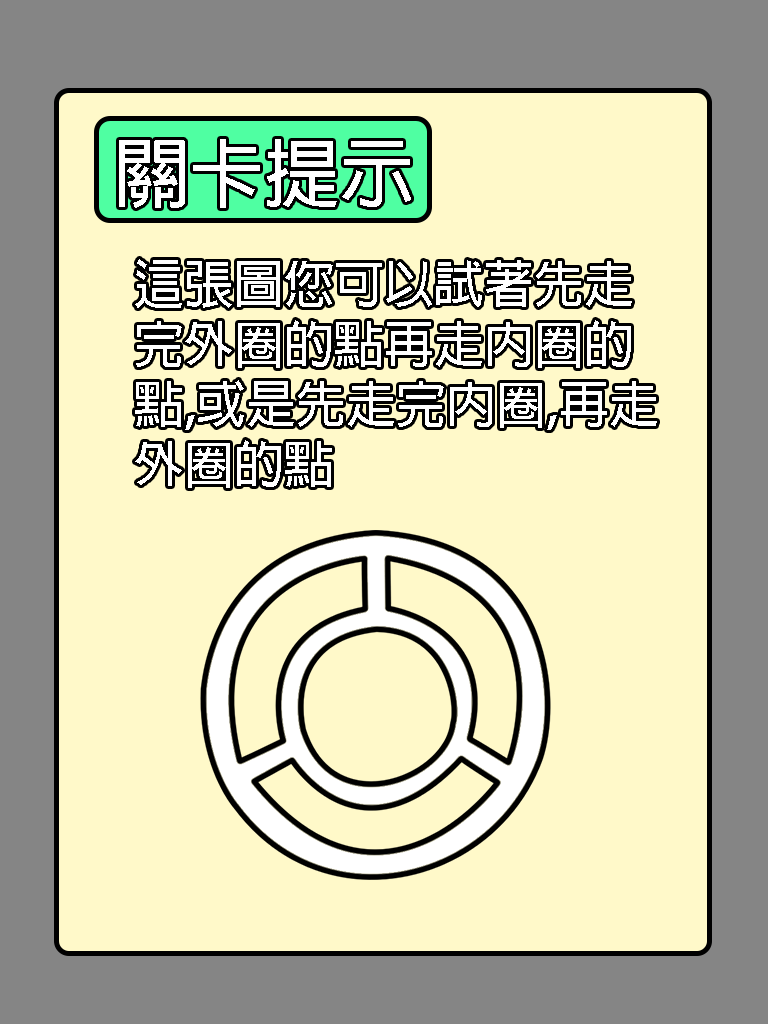 關卡提示
這張圖您可以試著先走
完外圈的點再走內圈的
點,或是先走完內圈,再走
外圈的點